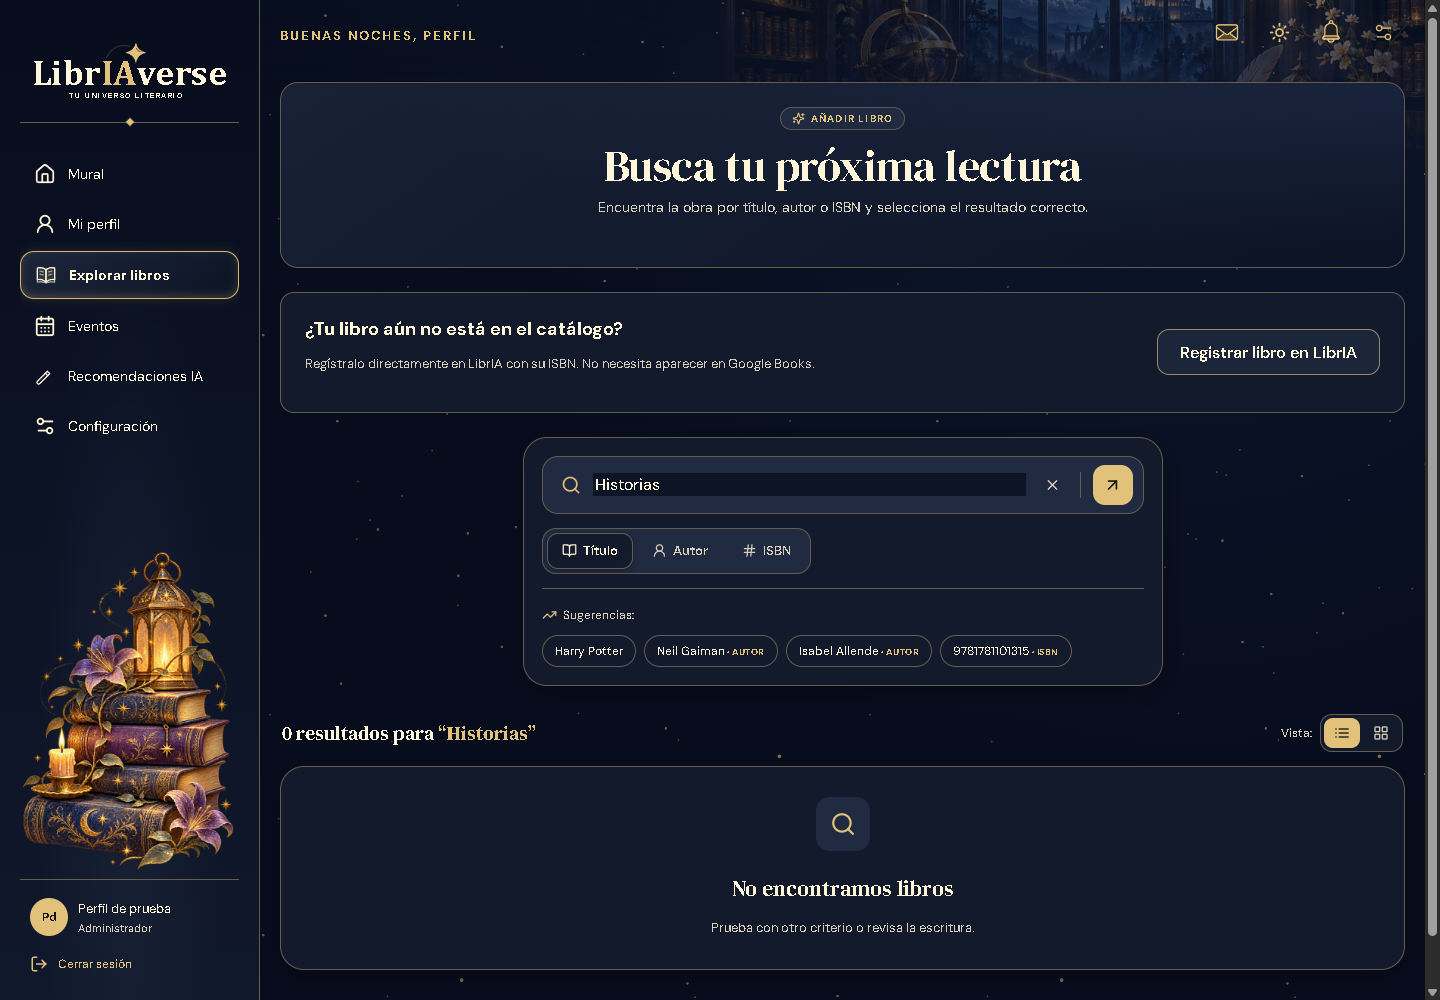 LibrIAverse
TU UNIVERSO LITERARIO
Mural
Mi perfil
Explorar libros
Eventos
Recomendaciones IA
Configuración
Pd
Perfil de prueba
Administrador
Cerrar sesión
BUENAS NOCHES, PERFIL
AÑADIR LIBRO
Busca tu próxima lectura
Encuentra la obra por título, autor o ISBN y selecciona el resultado correcto.
¿Tu libro aún no está en el catálogo?
Regístralo directamente en LibrIA con su ISBN. No necesita aparecer en Google Books.
Registrar libro en LibrIA
Historias
Título Autor ISBN
Sugerencias:
Harry Potter Neil Gaiman · AUTOR Isabel Allende · AUTOR 9781781101315 · ISBN
0 resultados para “Historias”
Vista:
No encontramos libros
Prueba con otro criterio o revisa la escritura.